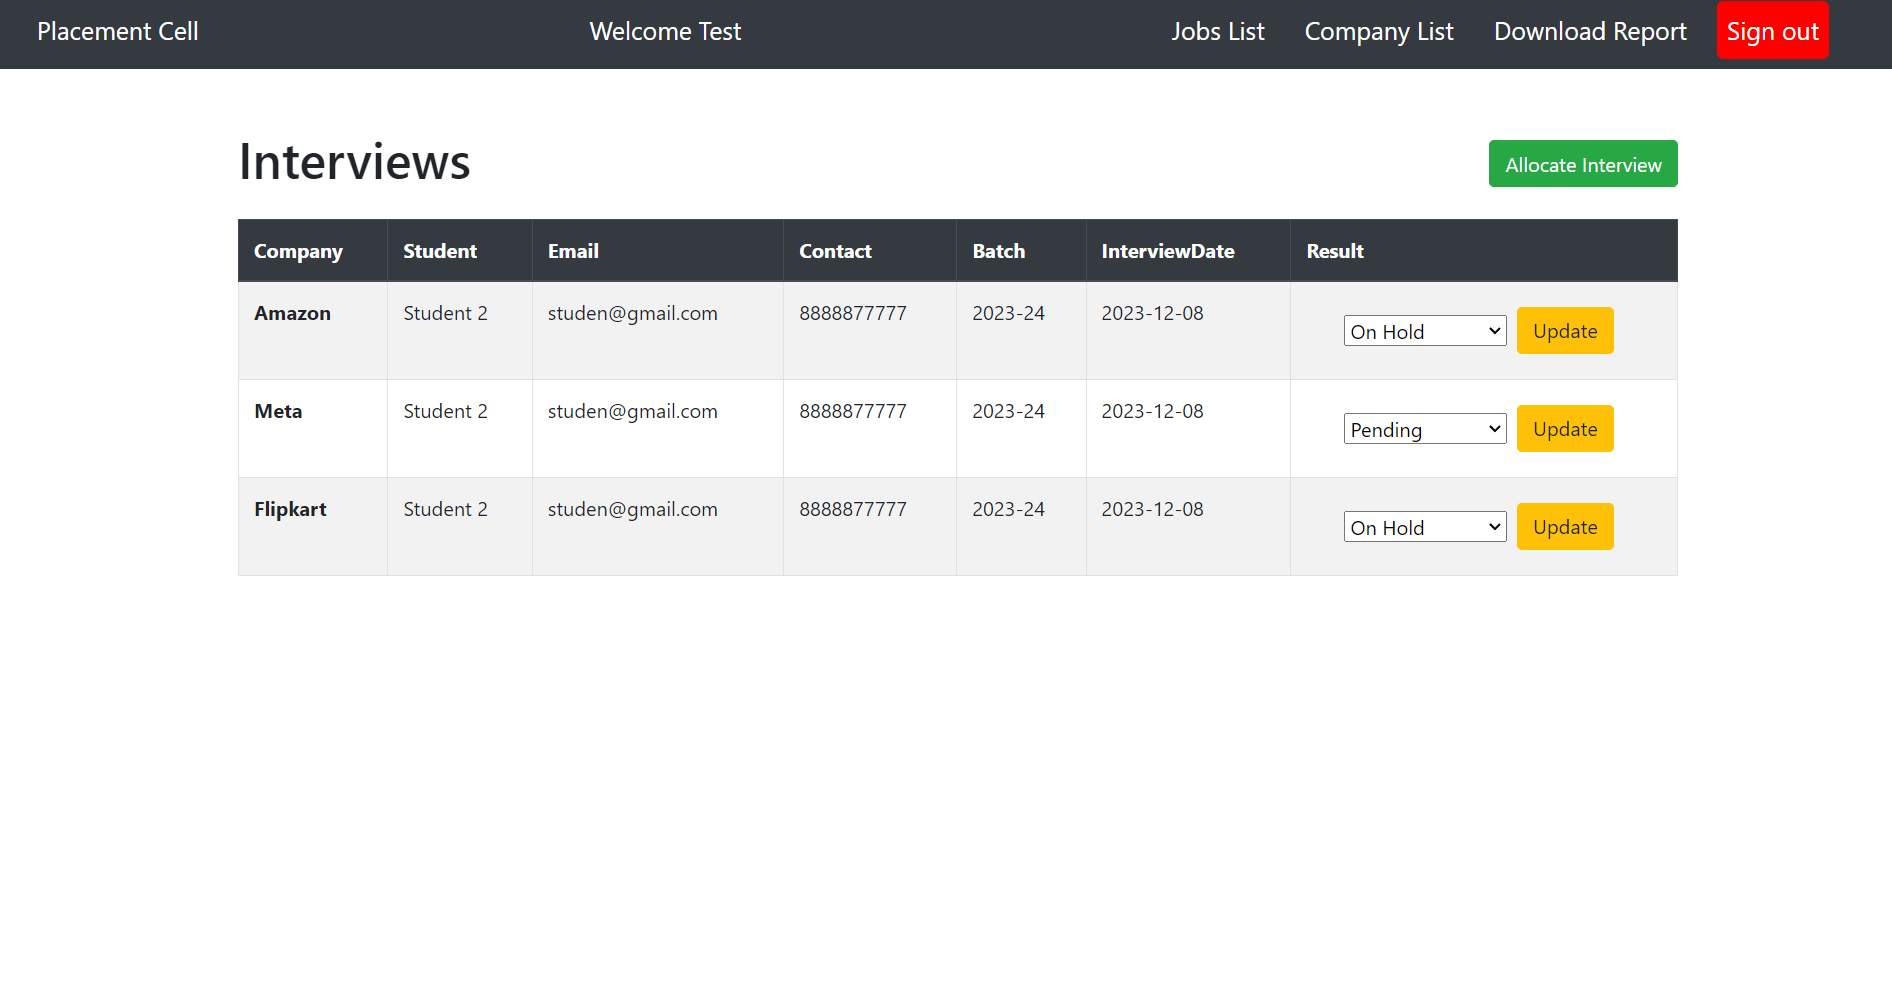 Placement Cell Welcome Test Jobs List Company List Download Report Sign out
Interviews Allocate Interview
Company Student Email Contact Batch InterviewDate Result
Amazon Student 2 studen@gmail.com 8888877777 2023-24 2023-12-08 On Hold Update
Meta Student 2 studen@gmail.com 8888877777 2023-24 2023-12-08 Pending Update
Flipkart Student 2 studen@gmail.com 8888877777 2023-24 2023-12-08 On Hold Update